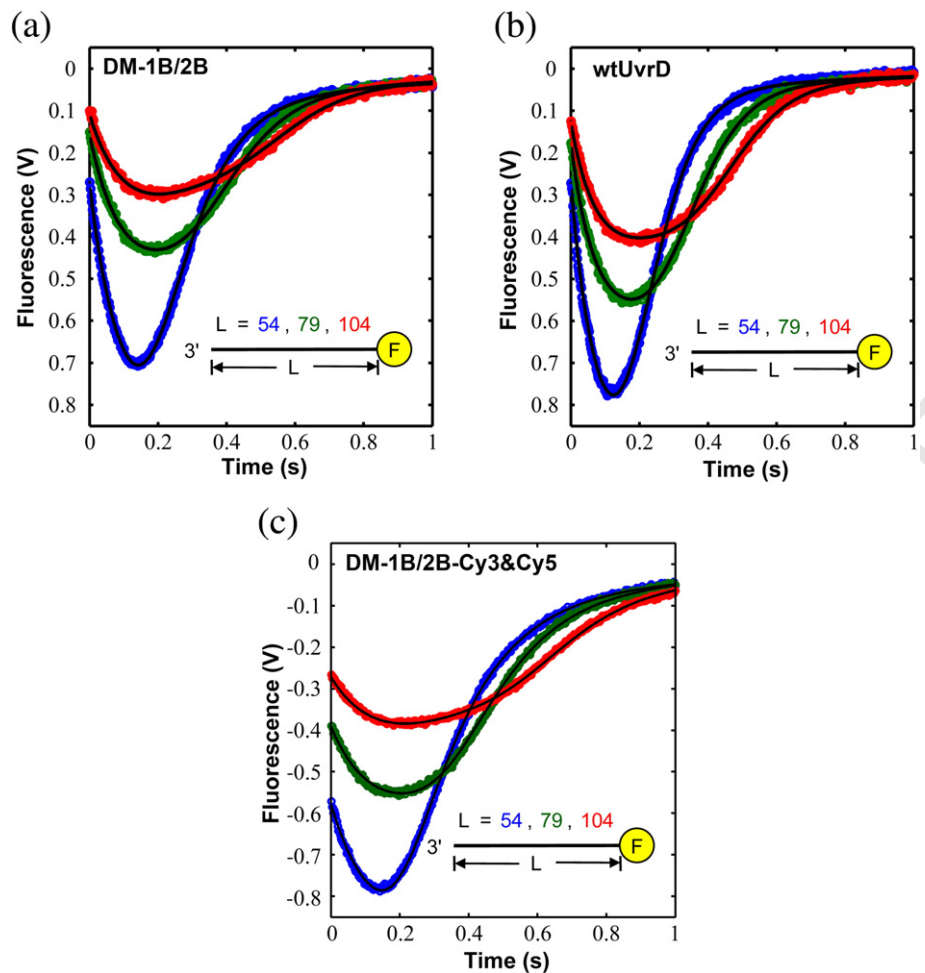 (a)
DM-1B/2B
0
0.1
0.2
0.3
0.4
0.5
0.6
0.7
0.8
Fluorescence (V)
L = 54 , 79 , 104
3'
F
L
0 0.2 0.4 0.6 0.8 1
Time (s)
(b)
wtUvrD
0
0.1
0.2
0.3
0.4
0.5
0.6
0.7
0.8
Fluorescence (V)
L = 54 , 79 , 104
3'
F
L
0 0.2 0.4 0.6 0.8 1
Time (s)
(c)
DM-1B/2B-Cy3&Cy5
0
-0.1
-0.2
-0.3
-0.4
-0.5
-0.6
-0.7
-0.8
Fluorescence (V)
L = 54 , 79 , 104
3'
F
L
0 0.2 0.4 0.6 0.8 1
Time (s)